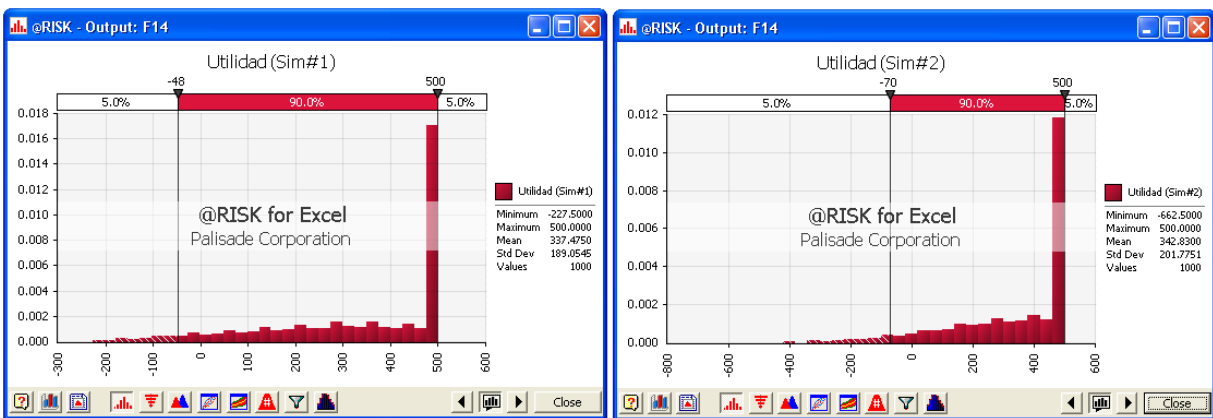 @RISK - Output: F14
Utilidad (Sim#1)
-48 500
5.0% 90.0% 5.0%
0.018
0.016
0.014
0.012
0.010
0.008
0.006
0.004
0.002
0.000
-300 -200 -100 0 100 200 300 400 500 600
@RISK for Excel
Palisade Corporation
Utilidad (Sim#1)
Minimum -227.5000
Maximum 500.0000
Mean 337.4750
Std Dev 189.0545
Values 1000
Close
@RISK - Output: F14
Utilidad (Sim#2)
-70 500
5.0% 90.0% 5.0%
0.012
0.010
0.008
0.006
0.004
0.002
0.000
-800 -600 -400 -200 0 200 400 600
@RISK for Excel
Palisade Corporation
Utilidad (Sim#2)
Minimum -662.5000
Maximum 500.0000
Mean 342.8300
Std Dev 201.7751
Values 1000
Close